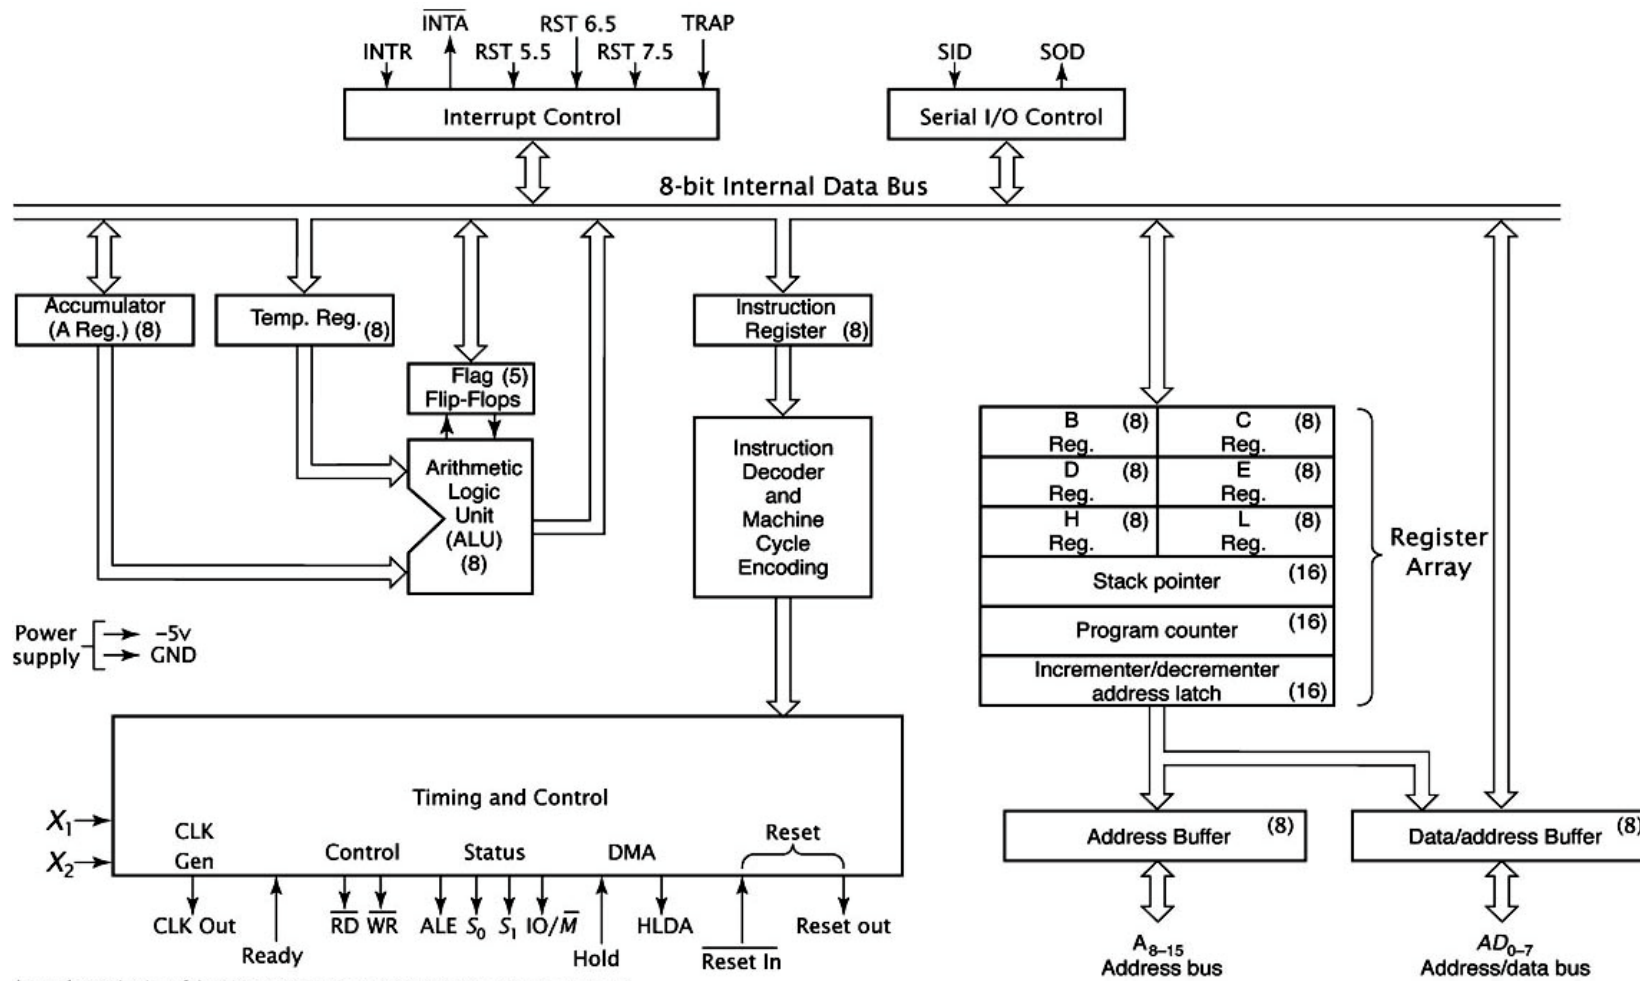 INTA
RST 6.5
TRAP
INTR
RST 5.5
RST 7.5
SID
SOD
Interrupt Control
Serial I/O Control
8-bit Internal Data Bus
Accumulator
(A Reg.) (8)
Temp. Reg.
(8)
Instruction
Register (8)
Flag (5)
Flip-Flops
Arithmetic
Logic
Unit
(ALU)
(8)
Instruction
Decoder
and
Machine
Cycle
Encoding
B (8)
Reg.
C (8)
Reg.
D (8)
Reg.
E (8)
Reg.
H (8)
Reg.
L (8)
Reg.
Stack pointer (16)
Program counter (16)
Incrementer/decrementer
address latch (16)
Register
Array
Power
supply
–5v
GND
Timing and Control
X1
X2
CLK
Gen
Control
Status
DMA
Reset
CLK Out
Ready
RD WR
ALE S0 S1 IO/M
Hold
HLDA
Reset In
Reset out
Address Buffer (8)
Data/address Buffer (8)
A8–15
Address bus
AD0–7
Address/data bus